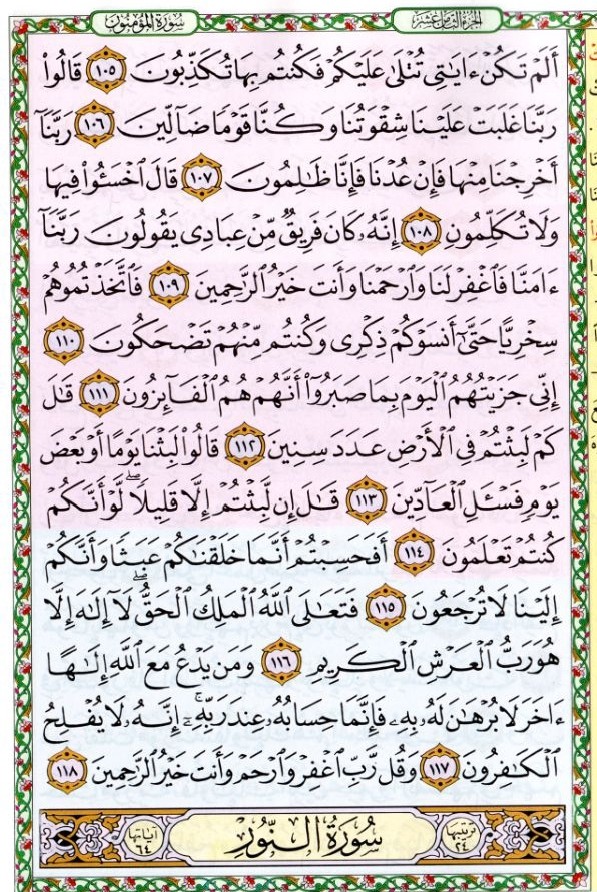 الجزء الثامن عشر
سورة المؤمنون
أَلَمۡ تَكُنۡ ءَايَٰتِي تُتۡلَىٰ عَلَيۡكُمۡ فَكُنتُم بِهَا تُكَذِّبُونَ ١٠٥ قَالُواْ
رَبَّنَا غَلَبَتۡ عَلَيۡنَا شِقۡوَتُنَا وَكُنَّا قَوۡمٗا ضَآلِّينَ ١٠٦ رَبَّنَآ
أَخۡرِجۡنَا مِنۡهَا فَإِنۡ عُدۡنَا فَإِنَّا ظَٰلِمُونَ ١٠٧ قَالَ ٱخۡسَـُٔواْ فِيهَا
وَلَا تُكَلِّمُونِ ١٠٨ إِنَّهُۥ كَانَ فَرِيقٞ مِّنۡ عِبَادِي يَقُولُونَ رَبَّنَآ
ءَامَنَّا فَٱغۡفِرۡ لَنَا وَٱرۡحَمۡنَا وَأَنتَ خَيۡرُ ٱلرَّٰحِمِينَ ١٠٩ فَٱتَّخَذۡتُمُوهُمۡ
سِخۡرِيًّا حَتَّىٰٓ أَنسَوۡكُمۡ ذِكۡرِي وَكُنتُم مِّنۡهُمۡ تَضۡحَكُونَ ١١٠
إِنِّي جَزَيۡتُهُمُ ٱلۡيَوۡمَ بِمَا صَبَرُوٓاْ أَنَّهُمۡ هُمُ ٱلۡفَآئِزُونَ ١١١ قَٰلَ
كَمۡ لَبِثۡتُمۡ فِي ٱلۡأَرۡضِ عَدَدَ سِنِينَ ١١٢ قَالُواْ لَبِثۡنَا يَوۡمًا أَوۡ بَعۡضَ
يَوۡمٖ فَسۡـَٔلِ ٱلۡعَآدِّينَ ١١٣ قَٰلَ إِن لَّبِثۡتُمۡ إِلَّا قَلِيلٗاۖ لَّوۡ أَنَّكُمۡ
كُنتُمۡ تَعۡلَمُونَ ١١٤ أَفَحَسِبۡتُمۡ أَنَّمَا خَلَقۡنَٰكُمۡ عَبَثٗا وَأَنَّكُمۡ
إِلَيۡنَا لَا تُرۡجَعُونَ ١١٥ فَتَعَٰلَى ٱللَّهُ ٱلۡمَلِكُ ٱلۡحَقُّۖ لَآ إِلَٰهَ إِلَّا
هُوَ رَبُّ ٱلۡعَرۡشِ ٱلۡكَرِيمِ ١١٦ وَمَن يَدۡعُ مَعَ ٱللَّهِ إِلَٰهًا
ءَاخَرَ لَا بُرۡهَٰنَ لَهُۥ بِهِۦ فَإِنَّمَا حِسَابُهُۥ عِندَ رَبِّهِۦٓۚ إِنَّهُۥ لَا يُفۡلِحُ
ٱلۡكَٰفِرُونَ ١١٧ وَقُل رَّبِّ ٱغۡفِرۡ وَٱرۡحَمۡ وَأَنتَ خَيۡرُ ٱلرَّٰحِمِينَ ١١٨
ترتيبها ٢٤
سُورَةُ النُّورِ
آياتها ٦٤